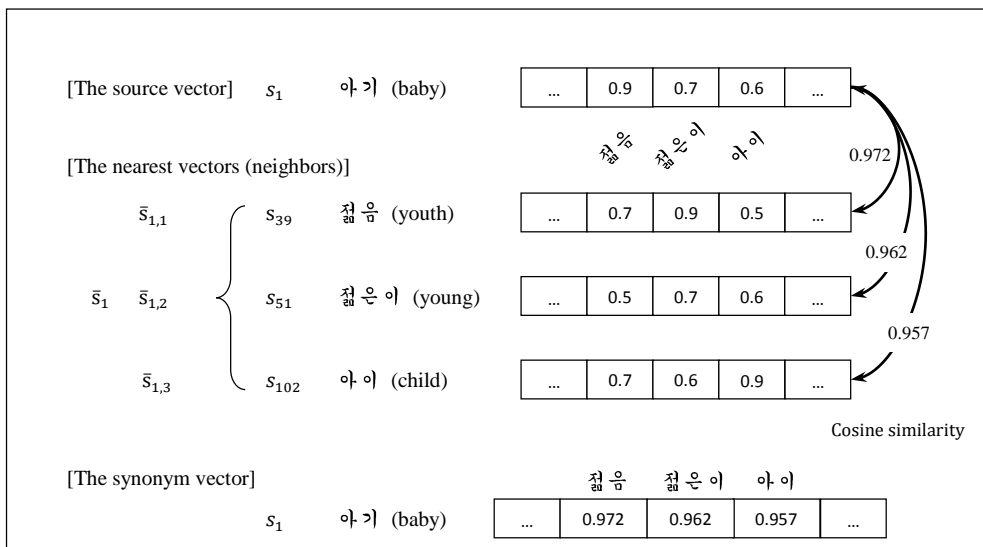 [The source vector] s₁ 아기 (baby) ... 0.9 0.7 0.6 ...
젊음 젊은이 아이
0.972
[The nearest vectors (neighbors)]
s̄₁,₁ s₃₉ 젊음 (youth) ... 0.7 0.9 0.5 ...
0.962
s̄₁ s̄₁,₂ s₅₁ 젊은이 (young) ... 0.5 0.7 0.6 ...
0.957
s̄₁,₃ s₁₀₂ 아이 (child) ... 0.7 0.6 0.9 ...
Cosine similarity
[The synonym vector] 젊음 젊은이 아이
s₁ 아기 (baby) ... 0.972 0.962 0.957 ...